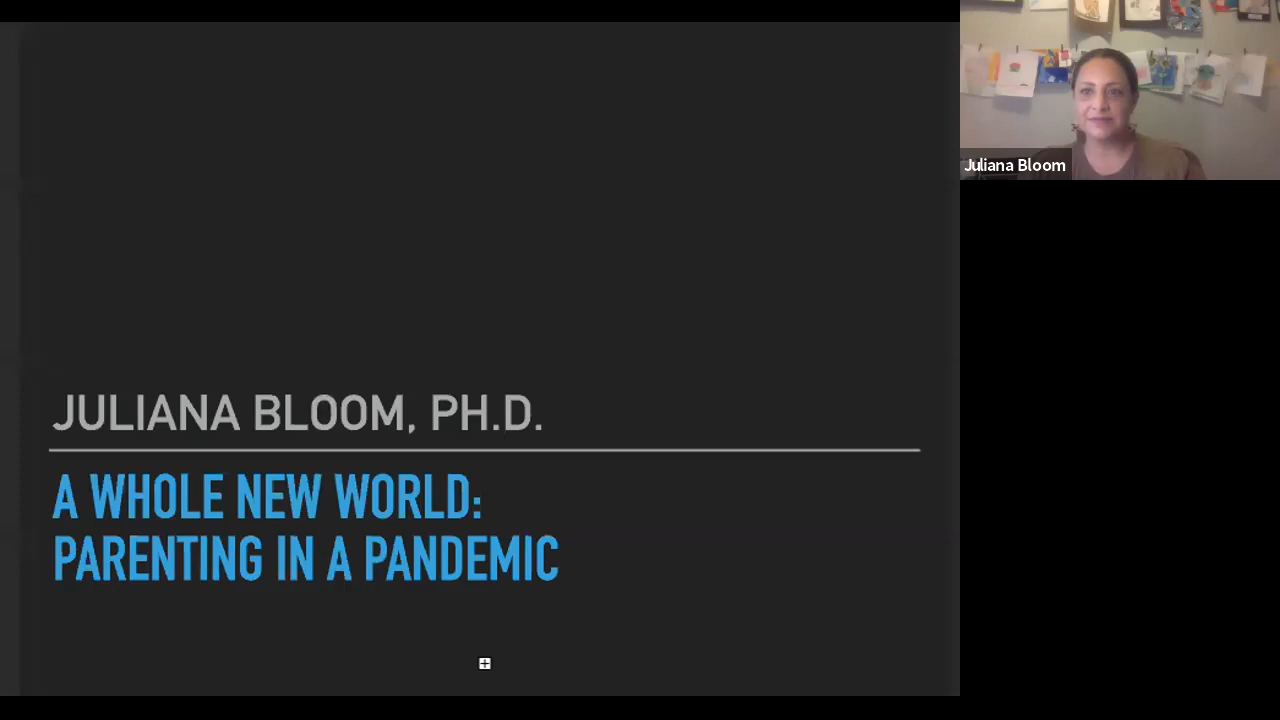 Juliana Bloom
JULIANA BLOOM, PH.D.
A WHOLE NEW WORLD:
PARENTING IN A PANDEMIC